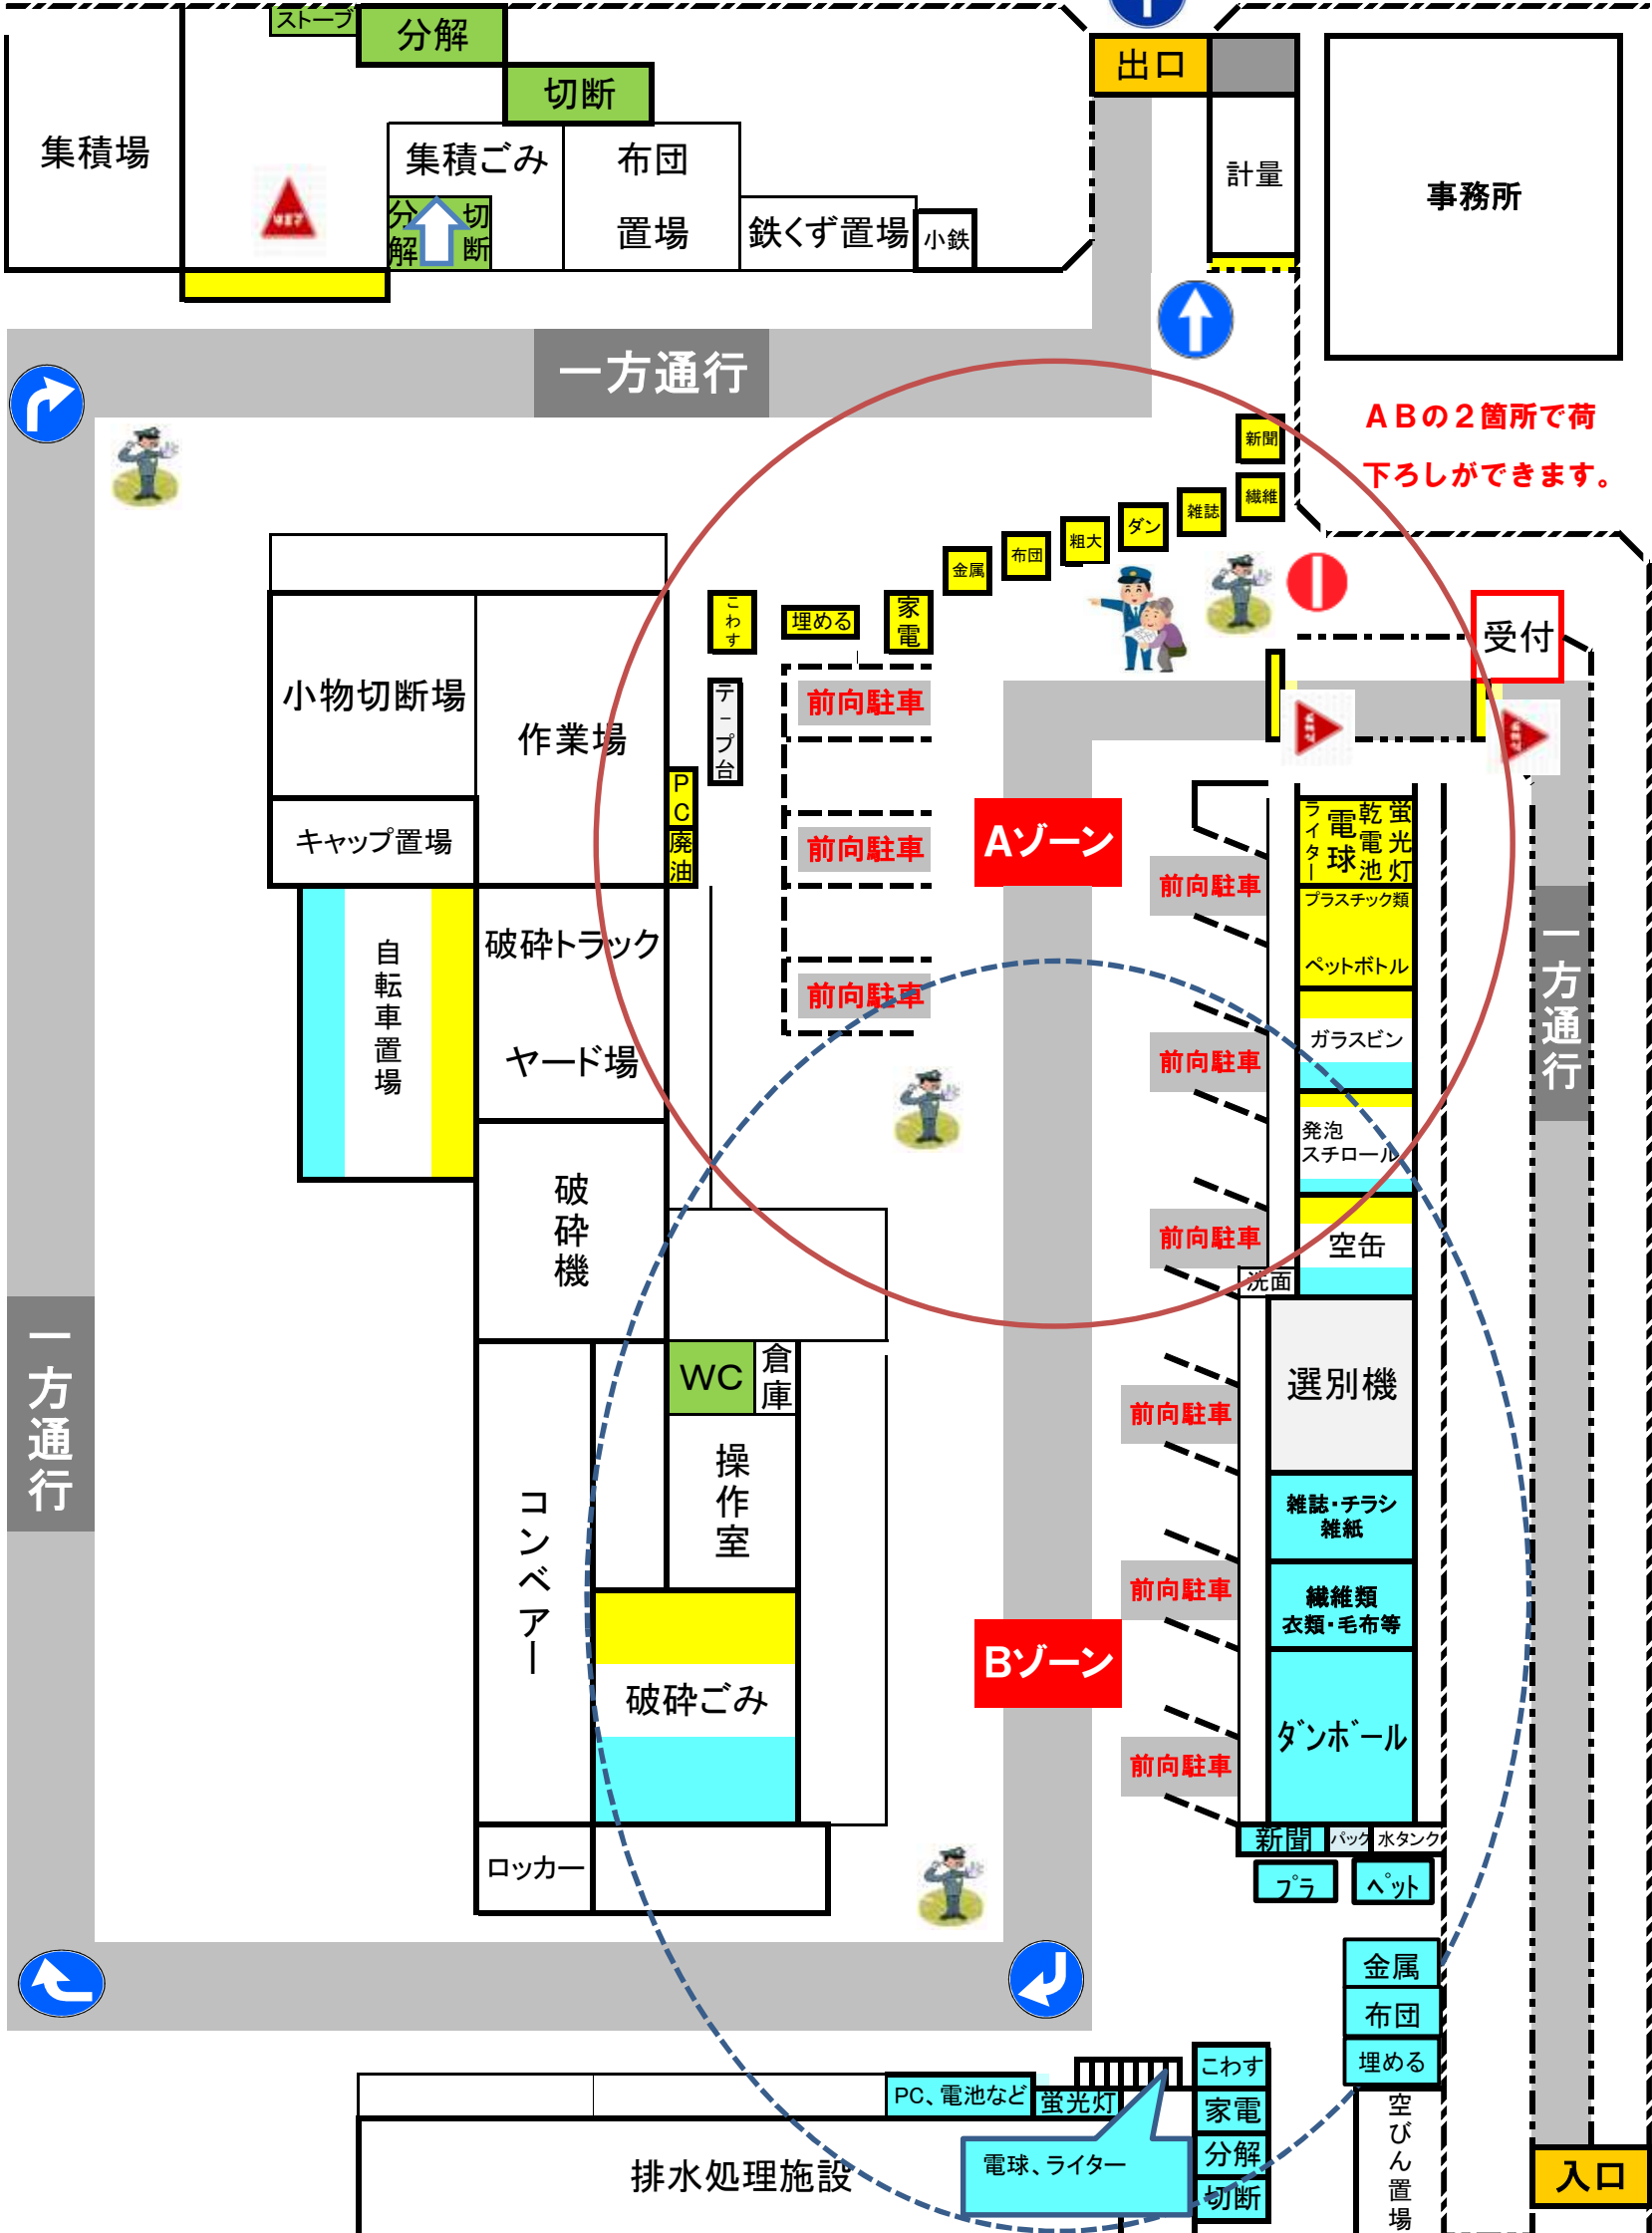 ストーブ
分解
出口
切断
集積場
集積ごみ
布団
置場
計量
事務所
分解
切断
鉄くず置場
小鉄
一方通行
ABの2箇所で荷
下ろしができます。
新聞
繊維
雑誌
ダン
粗大
布団
金属
家電
埋める
こわす
受付
小物切断場
作業場
テープ台
前向駐車
PC
廃油
キャップ置場
前向駐車
Aゾーン
前向駐車
ライター
電球
乾電池
蛍光灯
プラスチック類
ペットボトル
一方通行
自転車置場
破砕トラック
ヤード場
前向駐車
前向駐車
ガラスビン
発泡
スチロール
破砕機
前向駐車
空缶
洗面
一方通行
WC
倉庫
選別機
前向駐車
操作室
コンベアー
雑誌・チラシ
雑紙
前向駐車
繊維類
衣類・毛布等
Bゾーン
破砕ごみ
ダンボール
前向駐車
新聞
パック
水タンク
ロッカー
プラ
ペット
金属
布団
埋める
こわす
PC、電池など
蛍光灯
家電
分解
切断
電球、ライター
排水処理施設
空びん置場
入口